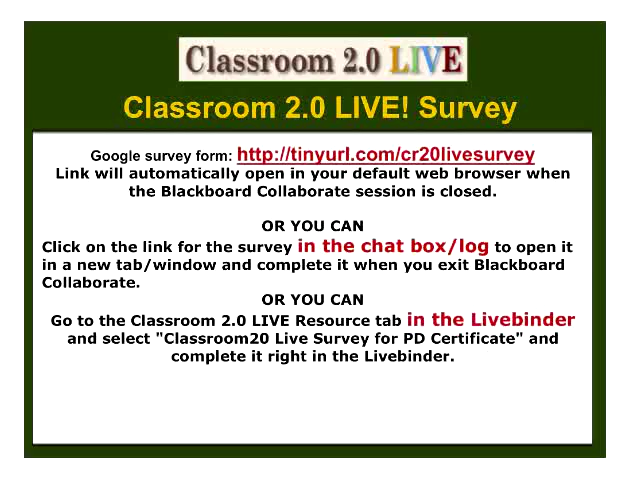 Classroom 2.0 LIVE
Classroom 2.0 LIVE! Survey
Google survey form: http://tinyurl.com/cr20livesurvey
Link will automatically open in your default web browser when
the Blackboard Collaborate session is closed.
OR YOU CAN
Click on the link for the survey in the chat box/log to open it
in a new tab/window and complete it when you exit Blackboard
Collaborate.
OR YOU CAN
Go to the Classroom 2.0 LIVE Resource tab in the Livebinder
and select "Classroom20 Live Survey for PD Certificate" and
complete it right in the Livebinder.